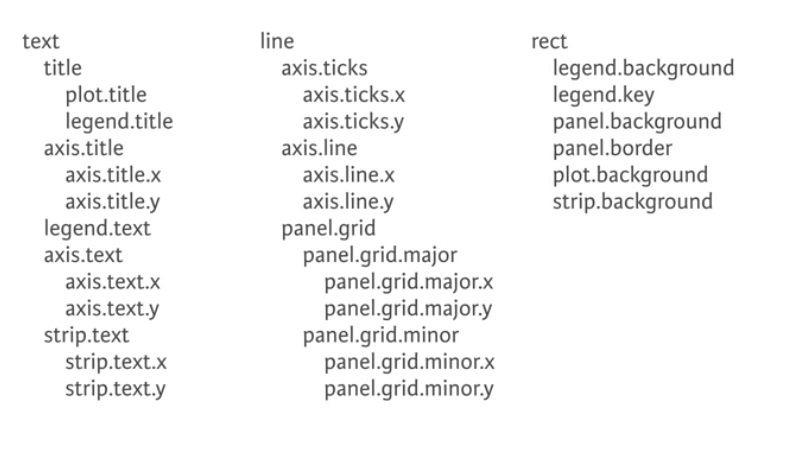 text
title
plot.title
legend.title
axis.title
axis.title.x
axis.title.y
legend.text
axis.text
axis.text.x
axis.text.y
strip.text
strip.text.x
strip.text.y
line
axis.ticks
axis.ticks.x
axis.ticks.y
axis.line
axis.line.x
axis.line.y
panel.grid
panel.grid.major
panel.grid.major.x
panel.grid.major.y
panel.grid.minor
panel.grid.minor.x
panel.grid.minor.y
rect
legend.background
legend.key
panel.background
panel.border
plot.background
strip.background